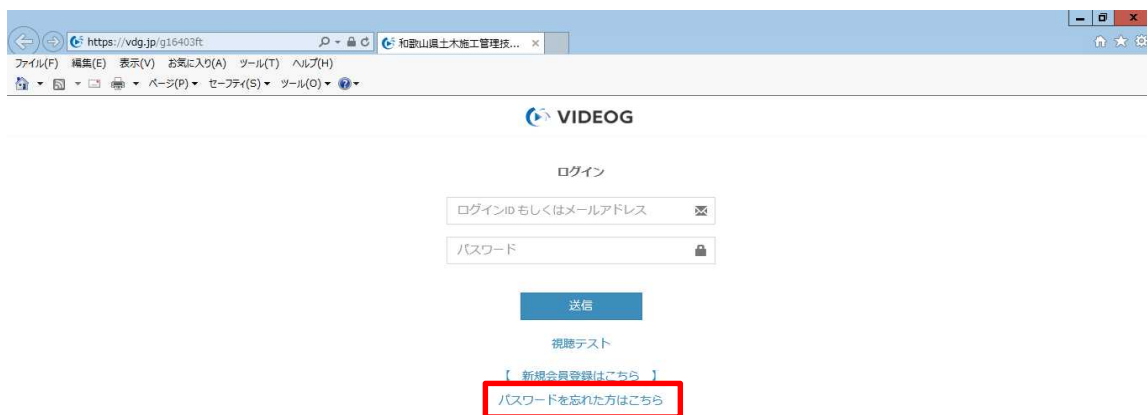 https://vdg.jp/g16403ft
和歌山県土木施工管理技...
ファイル(F) 編集(E) 表示(V) お気に入り(A) ツール(T) ヘルプ(H)
ページ(P) セーフティ(S) ツール(O)
VIDEOG
ログイン
ログインID もしくはメールアドレス
パスワード
送信
視聴テスト
【 新規会員登録はこちら 】
パスワードを忘れた方はこちら